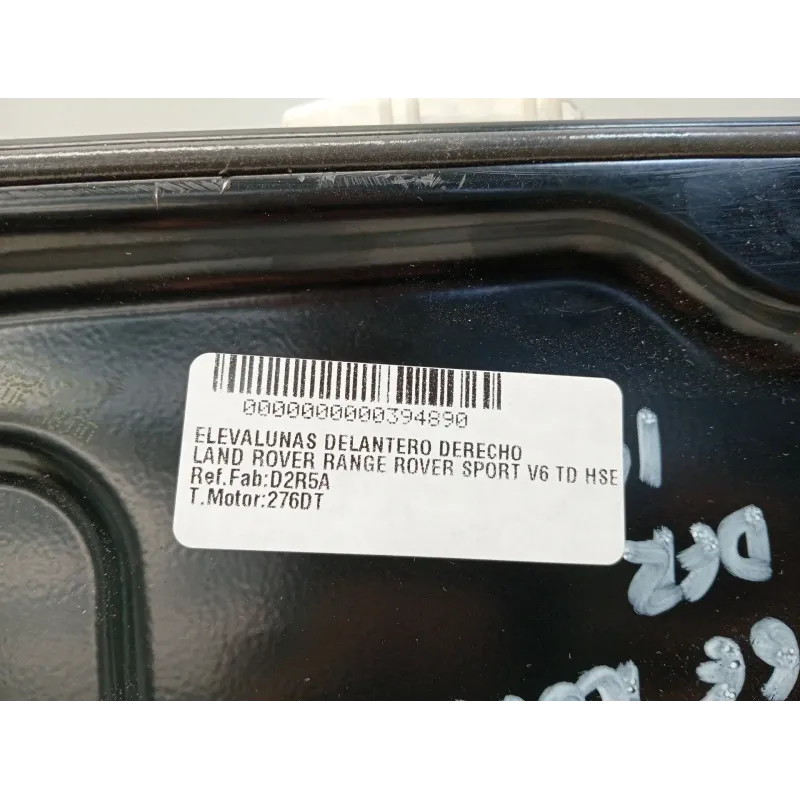 0000000000394890
ELEVALUNAS DELANTERO DERECHO
LAND ROVER RANGE ROVER SPORT V6 TD HSE
Ref.Fab:D2R5A
T.Motor:276DT